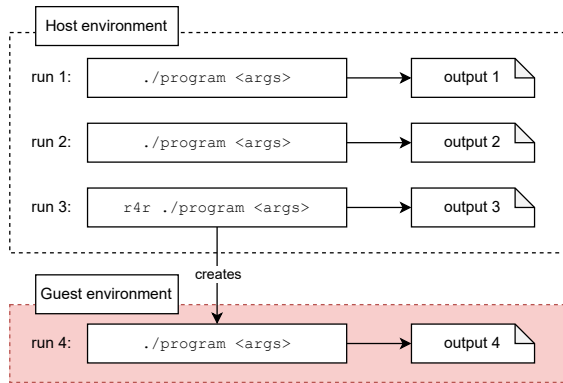 Host environment
run 1: ./program <args> output 1
run 2: ./program <args> output 2
run 3: r4r ./program <args> output 3
creates
Guest environment
run 4: ./program <args> output 4